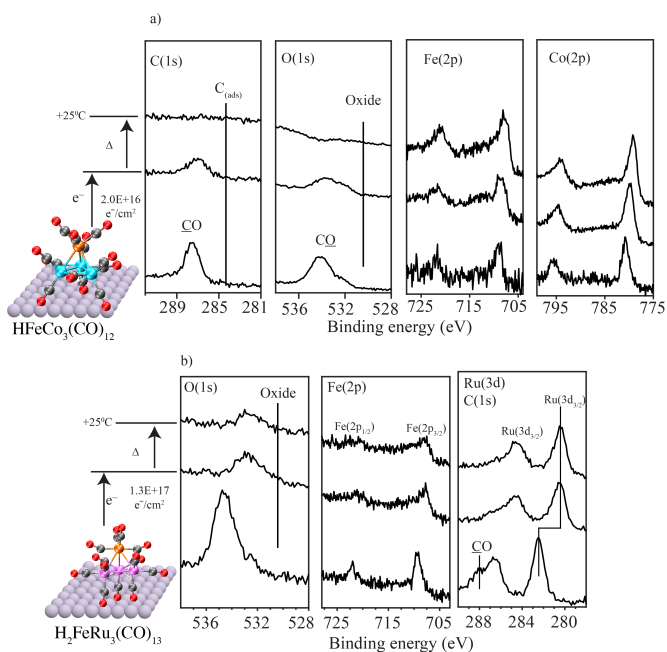 a)
C(1s)
O(1s)
Fe(2p)
Co(2p)
C(ads)
Oxide
+25⁰C
Δ
e⁻
2.0E+16
e⁻/cm²
CO
CO
289
285
281
536
532
528
725
715
705
795
785
775
Binding energy (eV)
HFeCo₃(CO)₁₂
b)
O(1s)
Fe(2p)
Ru(3d)
C(1s)
Oxide
Fe(2p₁/₂)
Fe(2p₃/₂)
Ru(3d₃/₂)
Ru(3d₃/₂)
+25⁰C
Δ
e⁻
1.3E+17
e⁻/cm²
CO
536
532
528
725
715
705
288
284
280
Binding energy (eV)
H₂FeRu₃(CO)₁₃